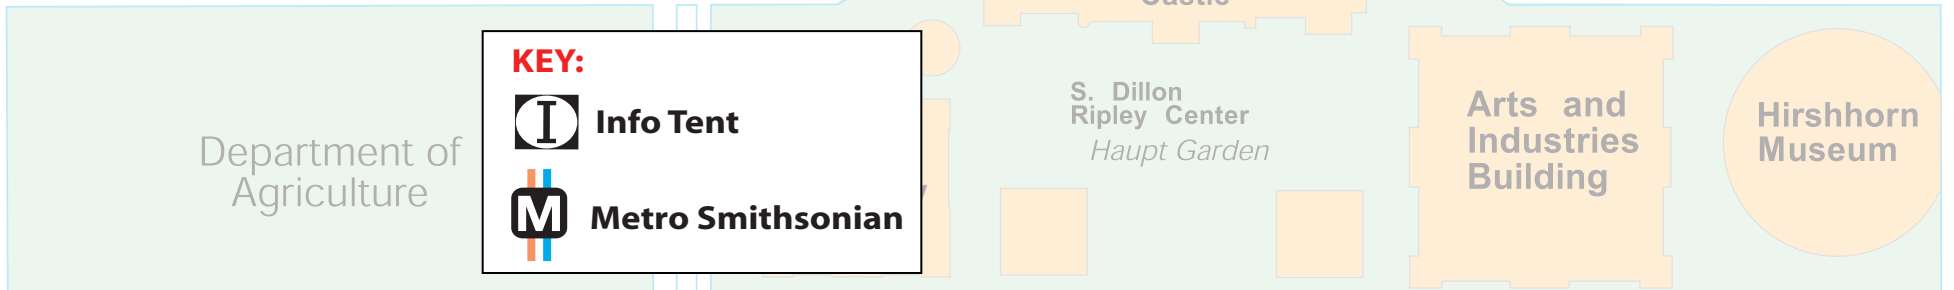 KEY:
I Info Tent
M Metro Smithsonian
Department of
Agriculture
S. Dillon
Ripley Center
Haupt Garden
Arts and
Industries
Building
Hirshhorn
Museum